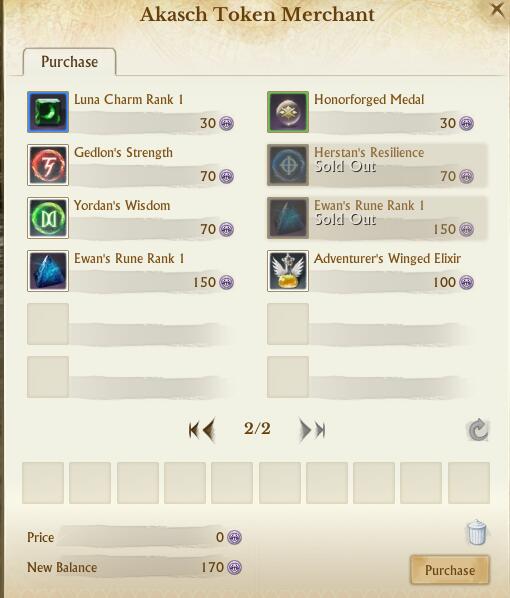 Akasch Token Merchant
Purchase
Luna Charm Rank 1
30
Honorforged Medal
30
Gedlon's Strength
70
Herstan's Resilience
Sold Out
70
Yordan's Wisdom
70
Ewan's Rune Rank 1
Sold Out
150
Ewan's Rune Rank 1
150
Adventurer's Winged Elixir
100
2/2
Price
0
New Balance
170
Purchase